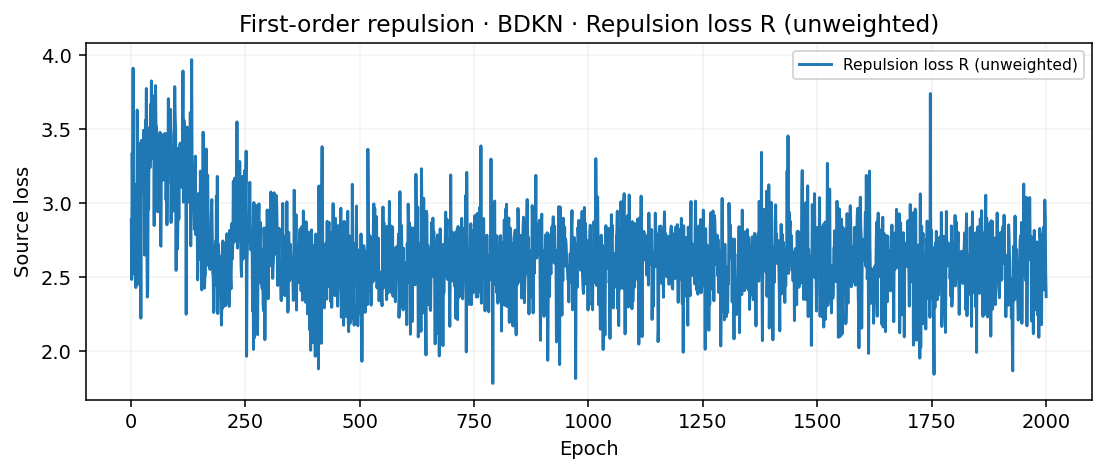 First-order repulsion · BDKN · Repulsion loss R (unweighted)
Repulsion loss R (unweighted)
Source loss
4.0
3.5
3.0
2.5
2.0
0 250 500 750 1000 1250 1500 1750 2000
Epoch